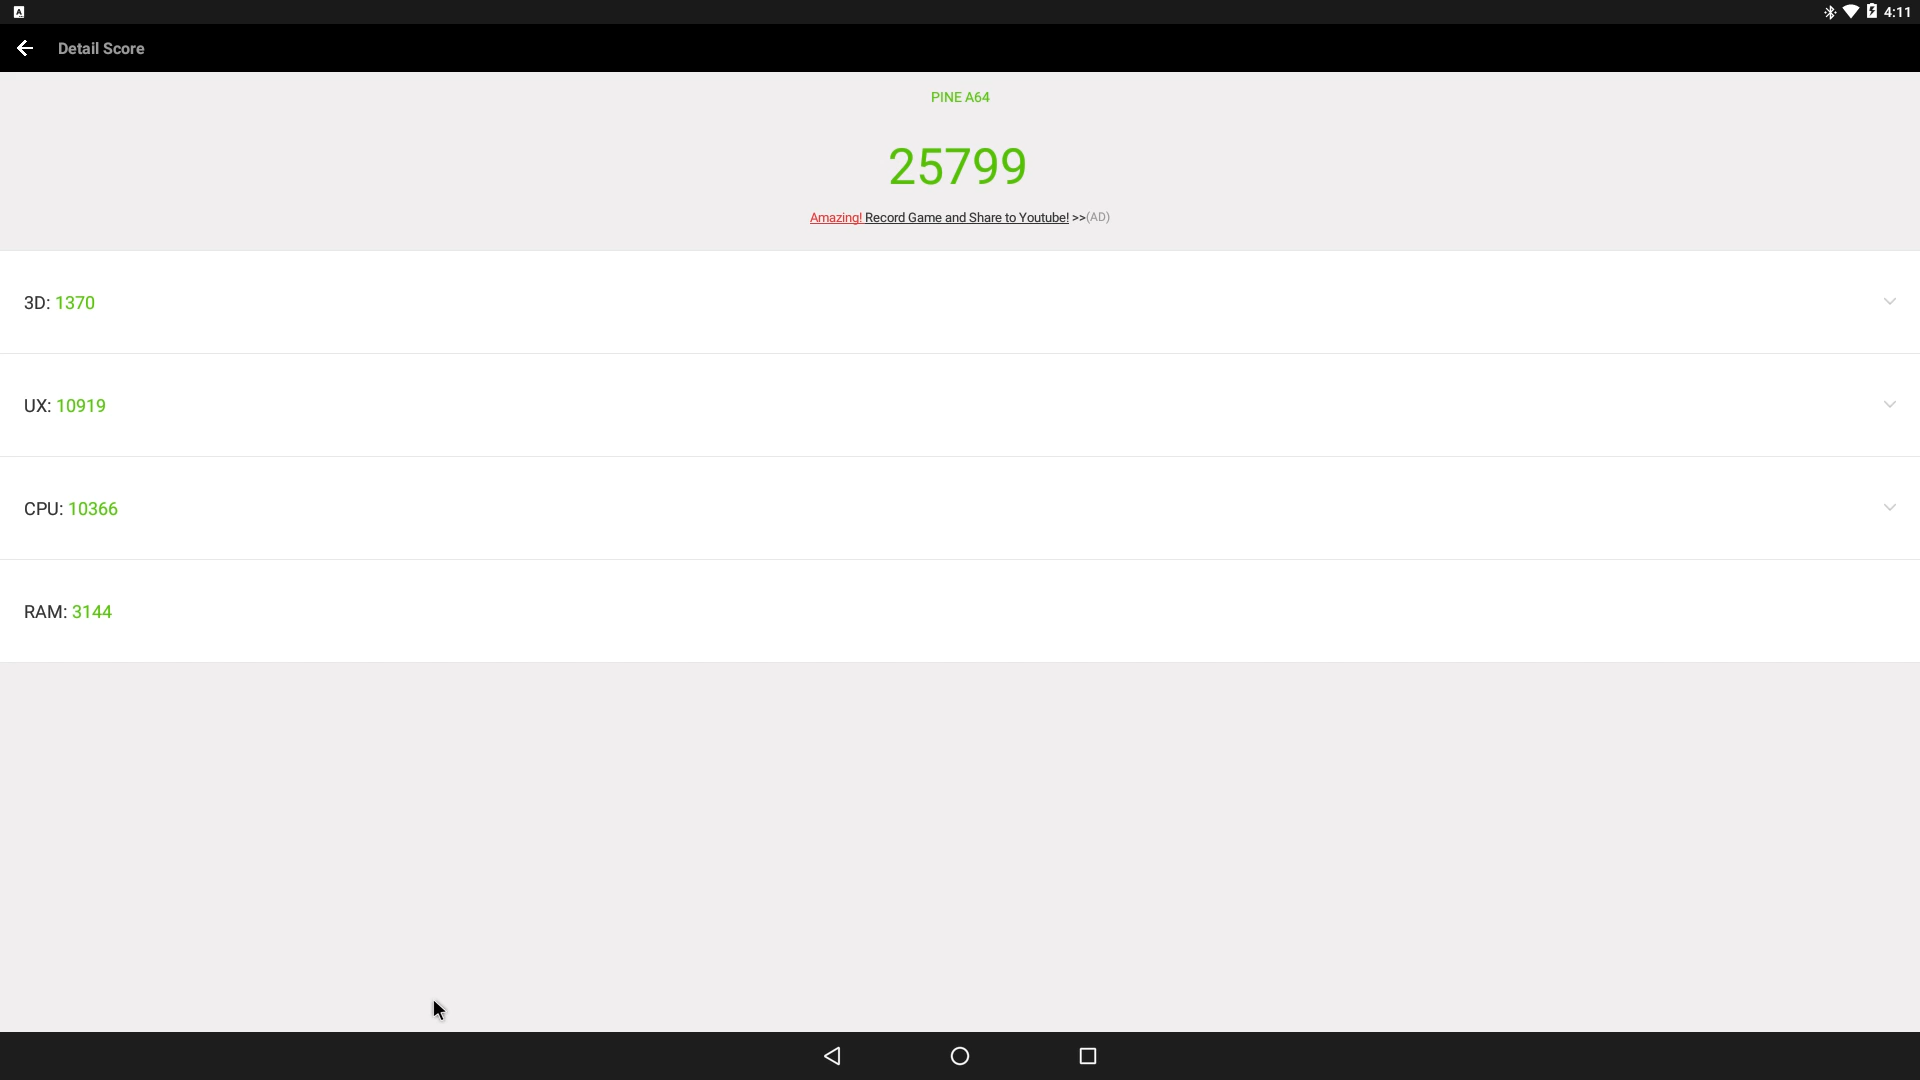 4:11
Detail Score
PINE A64
25799
Amazing! Record Game and Share to Youtube! >>(AD)
3D: 1370
UX: 10919
CPU: 10366
RAM: 3144